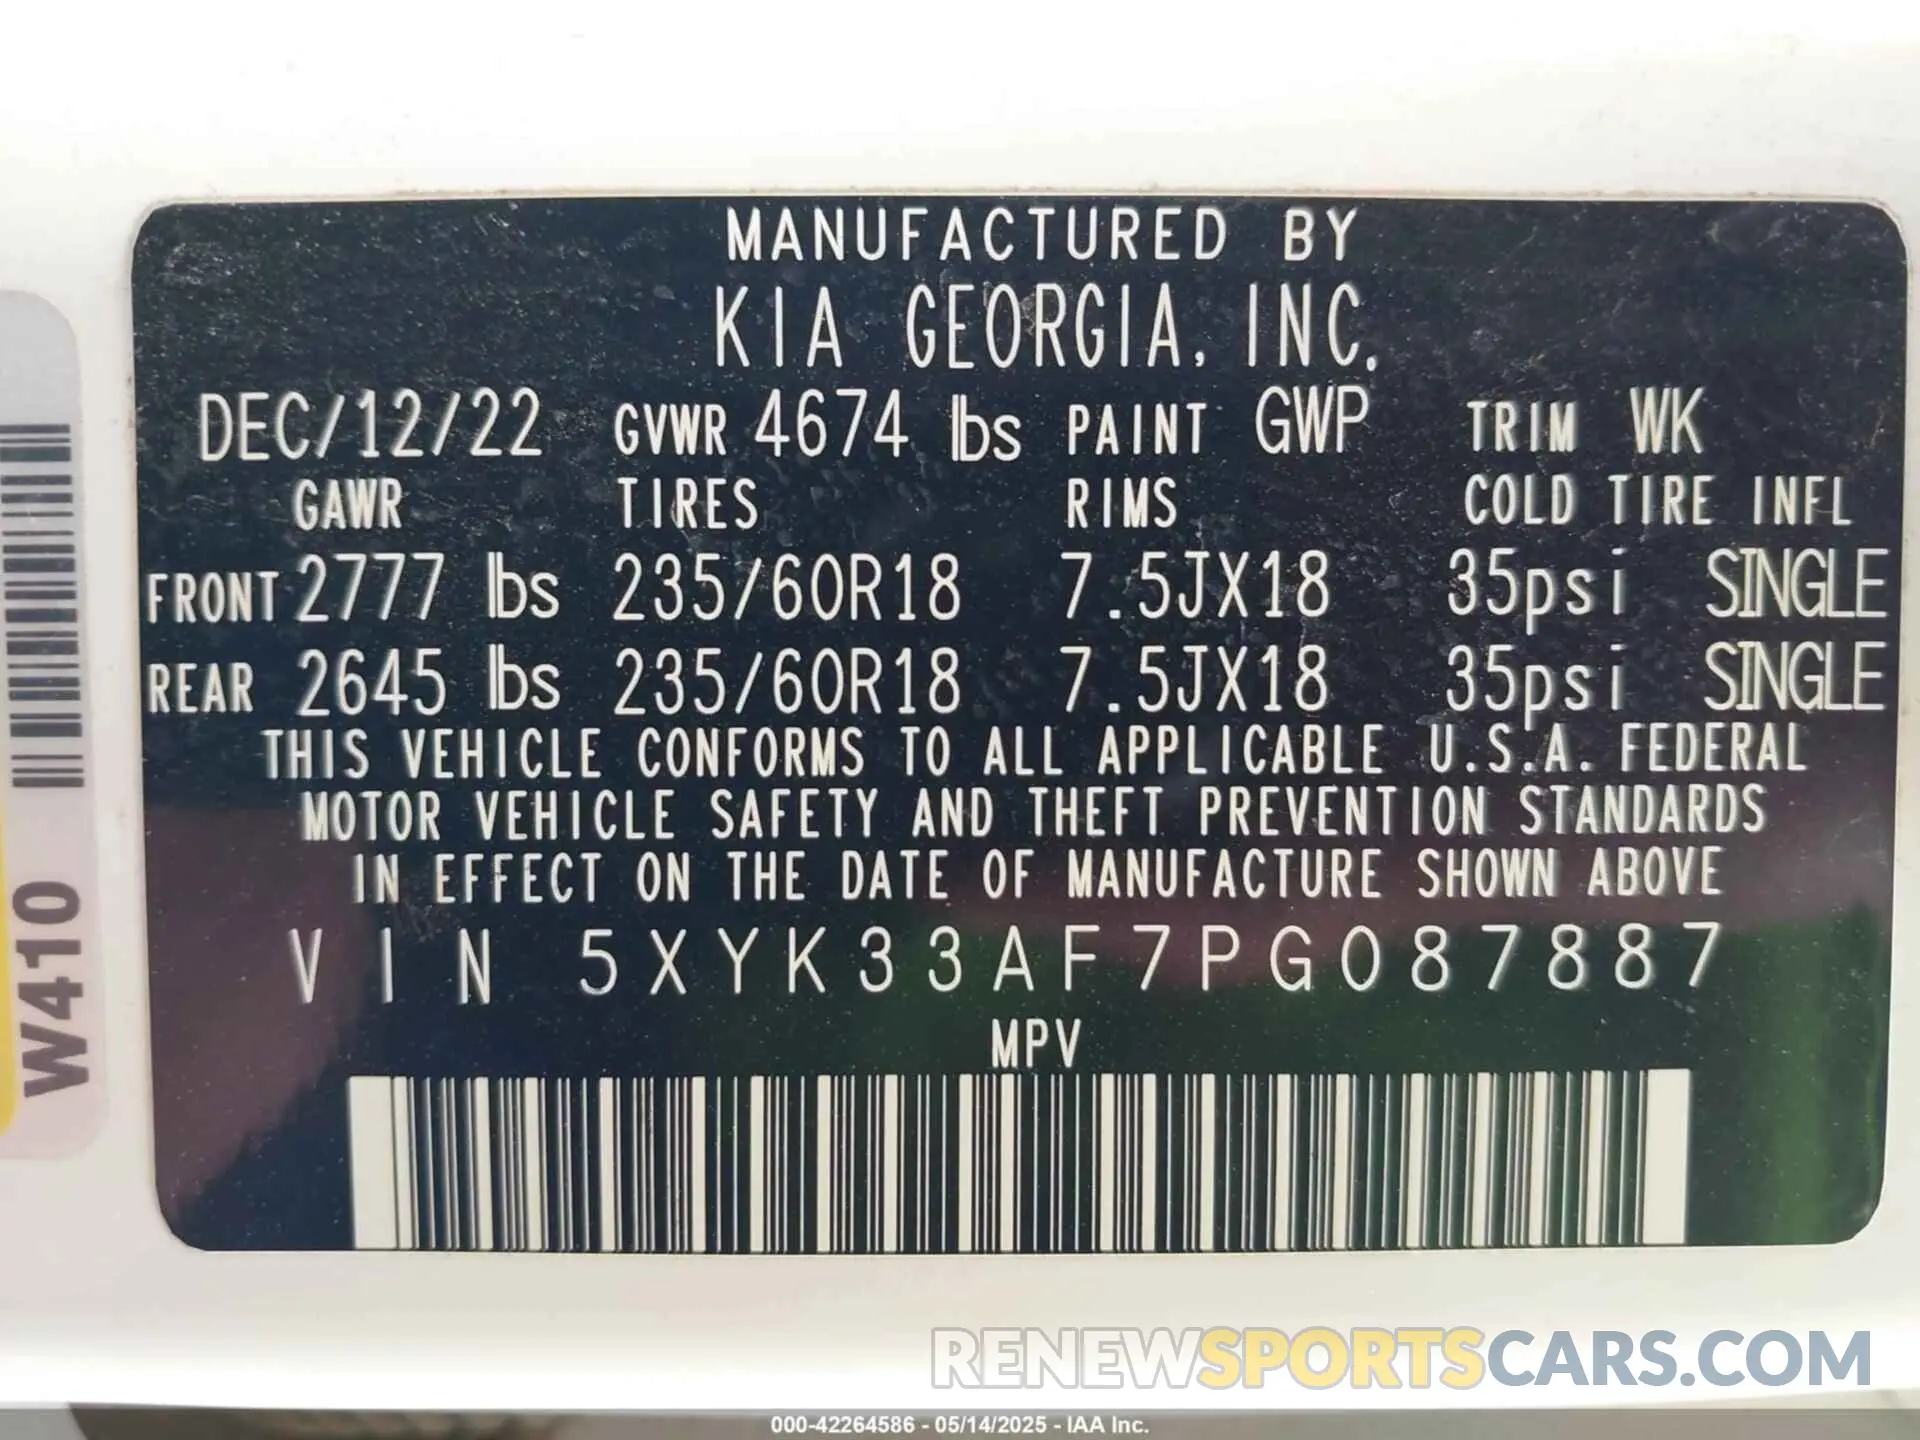 MANUFACTURED BY
KIA GEORGIA, INC.
DEC/12/22 GVWR 4674 lbs PAINT GWP TRIM WK
GAWR TIRES RIMS COLD TIRE INFL
FRONT 2777 lbs 235/60R18 7.5JX18 35psi SINGLE
REAR 2645 lbs 235/60R18 7.5JX18 35psi SINGLE
THIS VEHICLE CONFORMS TO ALL APPLICABLE U.S.A. FEDERAL
MOTOR VEHICLE SAFETY AND THEFT PREVENTION STANDARDS
IN EFFECT ON THE DATE OF MANUFACTURE SHOWN ABOVE
VIN 5XYK33AF7PG087887
MPV
W410
RENEWSPORTSCARS.COM
000-42264586 - 05/14/2025 - IAA Inc.